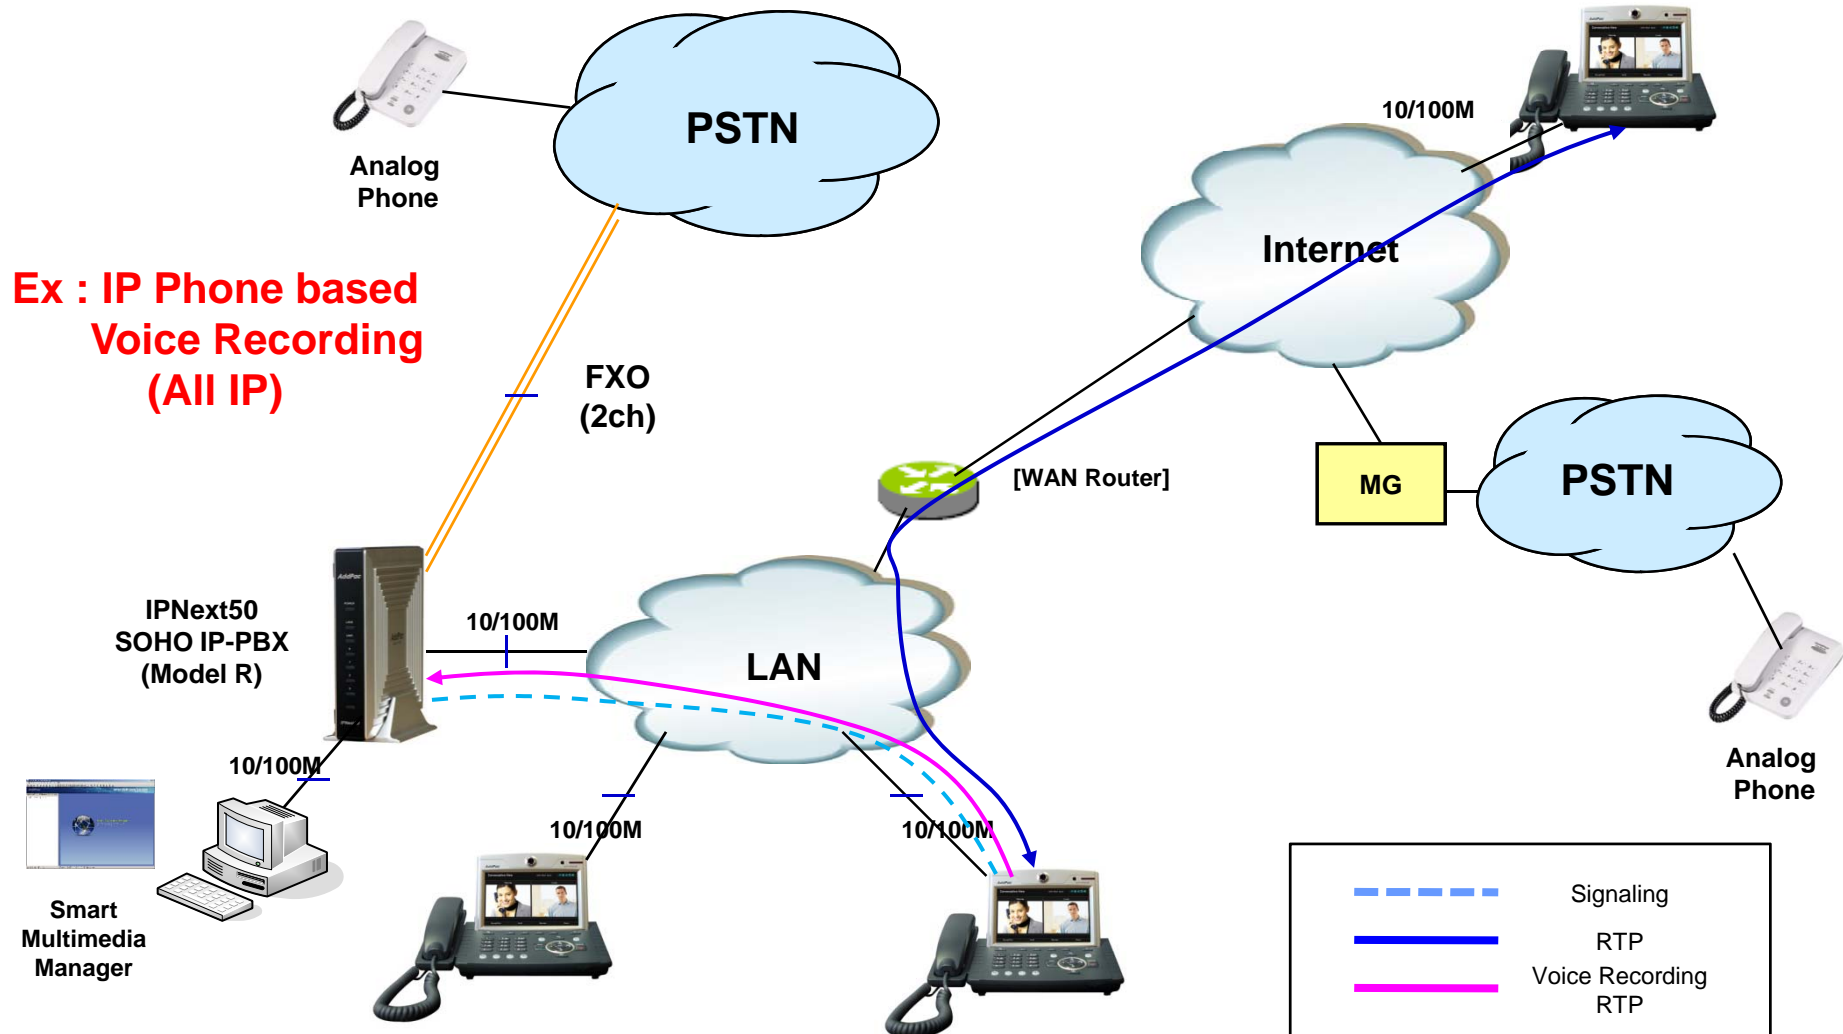 PSTN
Analog
Phone
10/100M
Internet
Ex : IP Phone based
Voice Recording
(All IP)
FXO
(2ch)
[WAN Router]
MG
PSTN
AddPac
IPNext50
SOHO IP-PBX
(Model R)
10/100M
LAN
10/100M
10/100M
10/100M
Analog
Phone
Smart
Multimedia
Manager
Signaling
RTP
Voice Recording
RTP